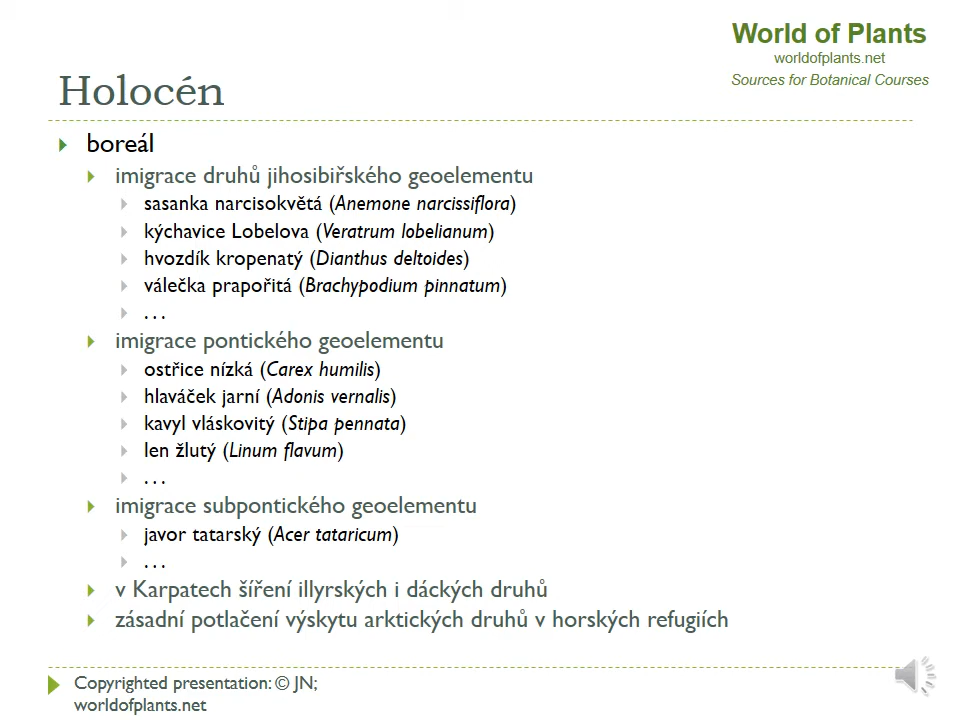 World of Plants
worldofplants.net
Sources for Botanical Courses
Holocén
boreál
imigrace druhů jihosibiřského geoelementu
sasanka narcisokvětá (Anemone narcissiflora)
kýchavice Lobelova (Veratrum lobelianum)
hvozdík kropenatý (Dianthus deltoides)
válečka prapořitá (Brachypodium pinnatum)
...
imigrace pontického geoelementu
ostřice nízká (Carex humilis)
hlaváček jarní (Adonis vernalis)
kavyl vláskovitý (Stipa pennata)
len žlutý (Linum flavum)
...
imigrace subpontického geoelementu
javor tatarský (Acer tataricum)
...
v Karpatech šíření illyrských i dáckých druhů
zásadní potlačení výskytu arktických druhů v horských refugiích
Copyrighted presentation: © JN;
worldofplants.net